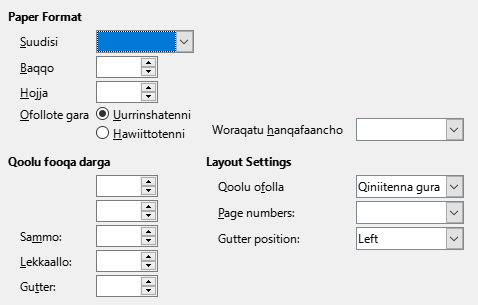 Paper Format
Suudisi
Baqqo
Hojja
Ofollote gara Uurrinshatenni
Hawiittotenni
Woraqatu hanqafaancho
Qoolu fooqa darga
Layout Settings
Qoolu ofolla Qiniitenna gura
Page numbers:
Sammo:
Gutter position: Left
Lekkaallo:
Gutter: